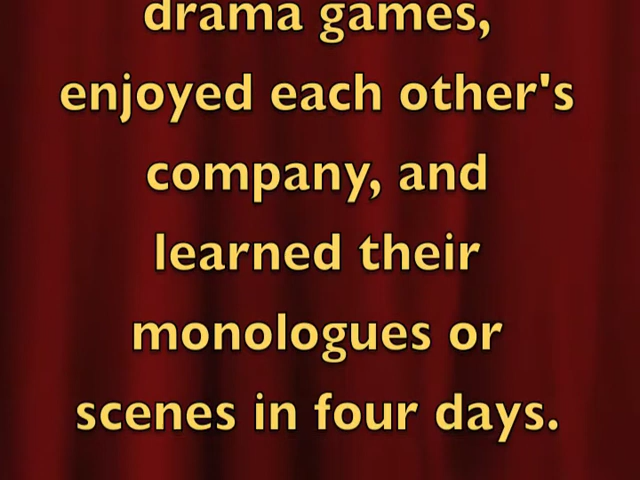 drama games,
enjoyed each other's
company, and
learned their
monologues or
scenes in four days.